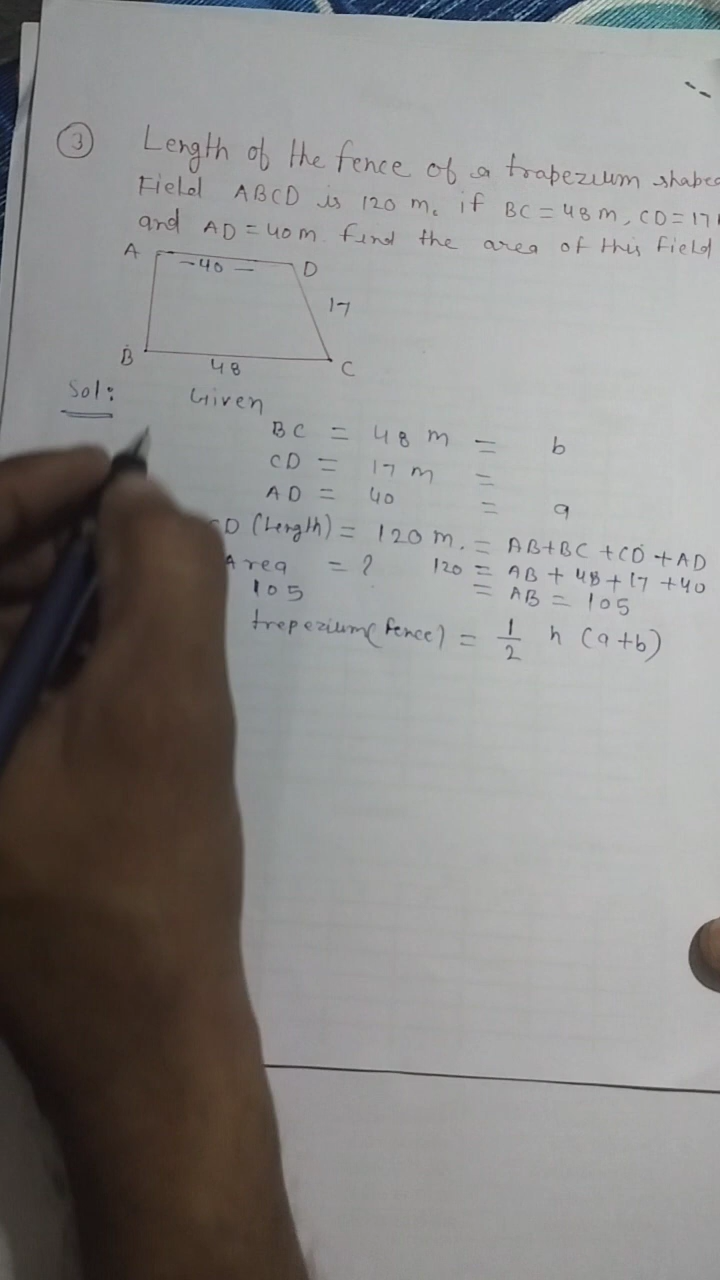 3 Length of the fence of a trapezium shaped
Field ABCD is 120 m. if BC = 48 m, CD = 17
and AD = 40 m find the area of this field
A D
- 40 -
17
B C
48
Sol: Given
BC = 48 m = b
CD = 17 m =
AD = 40 = a
CD (Length) = 120 m. = AB+BC+CD+AD
Area = ? 120 = AB + 48 + 17 + 40
105 = AB = 105
trepezium (fence) = 1/2 h (a+b)